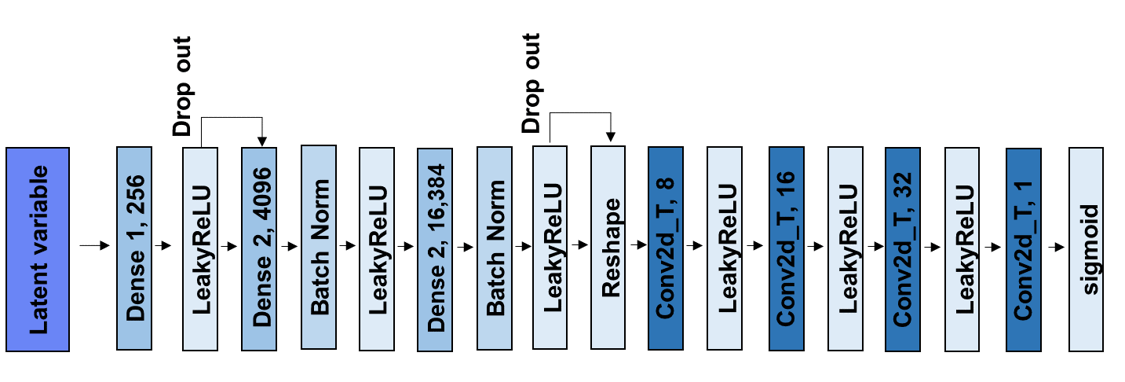 Drop out
Drop out
Latent variable
Dense 1, 256
LeakyReLU
Dense 2, 4096
Batch Norm
LeakyReLU
Dense 2, 16,384
Batch Norm
LeakyReLU
Reshape
Conv2d_T, 8
LeakyReLU
Conv2d_T, 16
LeakyReLU
Conv2d_T, 32
LeakyReLU
Conv2d_T, 1
sigmoid